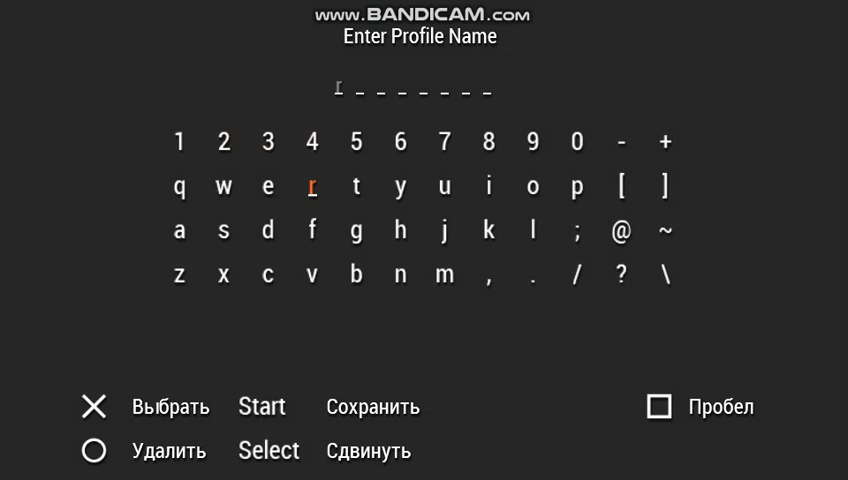 www.BANDICAM.com
Enter Profile Name
r _ _ _ _ _ _ _
1 2 3 4 5 6 7 8 9 0 - +
q w e r t y u i o p [ ]
a s d f g h j k l ; @ ~
z x c v b n m , . / ? \
Выбрать Start Сохранить Пробел
Удалить Select Сдвинуть